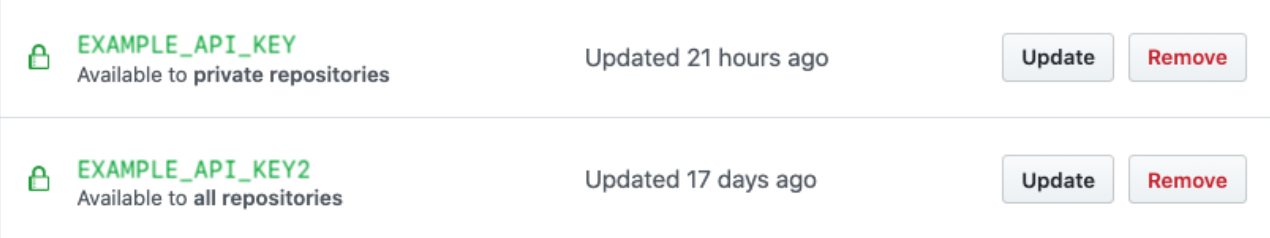 EXAMPLE_API_KEY
Available to private repositories
Updated 21 hours ago
Update
Remove
EXAMPLE_API_KEY2
Available to all repositories
Updated 17 days ago
Update
Remove